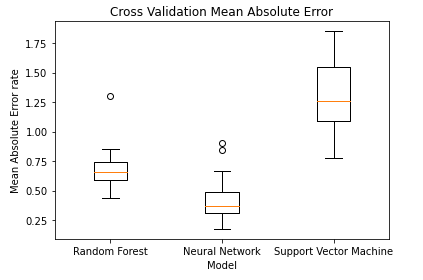 Cross Validation Mean Absolute Error
Mean Absolute Error rate
1.75
1.50
1.25
1.00
0.75
0.50
0.25
Random Forest
Neural Network
Support Vector Machine
Model